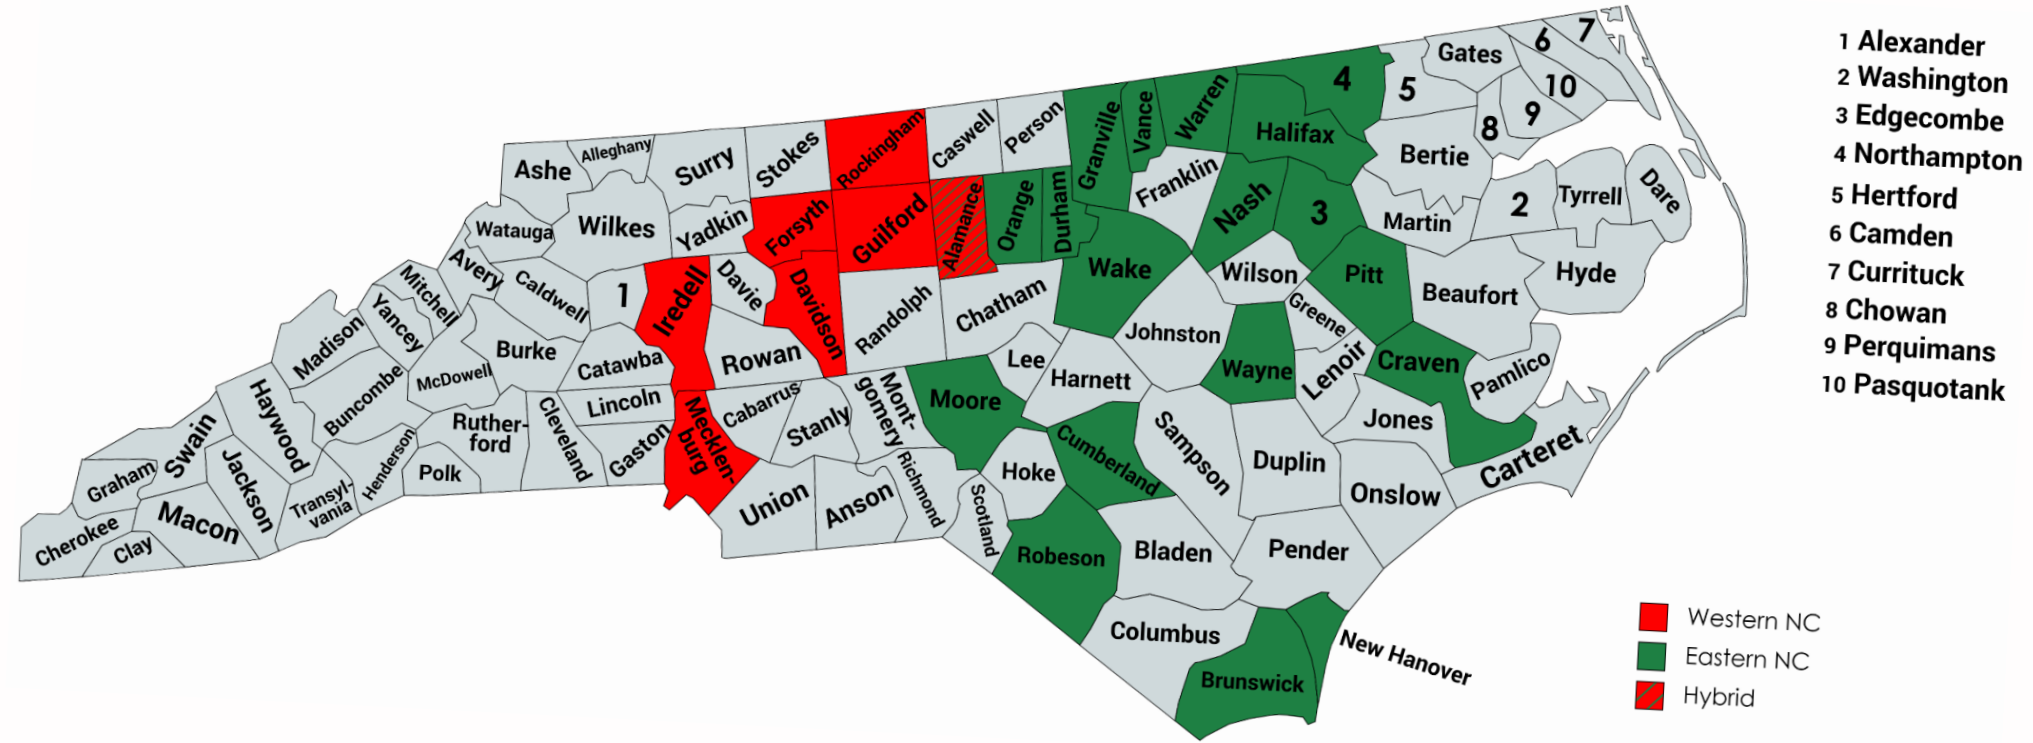 1 Alexander
2 Washington
3 Edgecombe
4 Northampton
5 Hertford
6 Camden
7 Currituck
8 Chowan
9 Perquimans
10 Pasquotank
Ashe
Alleghany
Surry
Stokes
Rockingham
Caswell
Person
Granville
Vance
Warren
Halifax
4
5
Gates
6
7
8
9
10
Watauga
Wilkes
Yadkin
Forsyth
Guilford
Alamance
Orange
Durham
Franklin
Nash
3
Bertie
Martin
2
Tyrrell
Dare
Mitchell
Avery
Caldwell
1
Iredell
Davie
Davidson
Randolph
Chatham
Wake
Wilson
Pitt
Beaufort
Hyde
Madison
Yancey
McDowell
Burke
Catawba
Rowan
Lee
Johnston
Greene
Lenoir
Craven
Pamlico
Haywood
Buncombe
Ruther-
ford
Cleveland
Lincoln
Gaston
Mecklen-
burg
Cabarrus
Stanly
Mont-
gomery
Moore
Harnett
Wayne
Jones
Carteret
Graham
Swain
Jackson
Transyl-
vania
Henderson
Polk
Union
Anson
Richmond
Scotland
Hoke
Cumberland
Sampson
Duplin
Onslow
Cherokee
Clay
Macon
Robeson
Bladen
Pender
Columbus
Brunswick
New Hanover
Western NC
Eastern NC
Hybrid